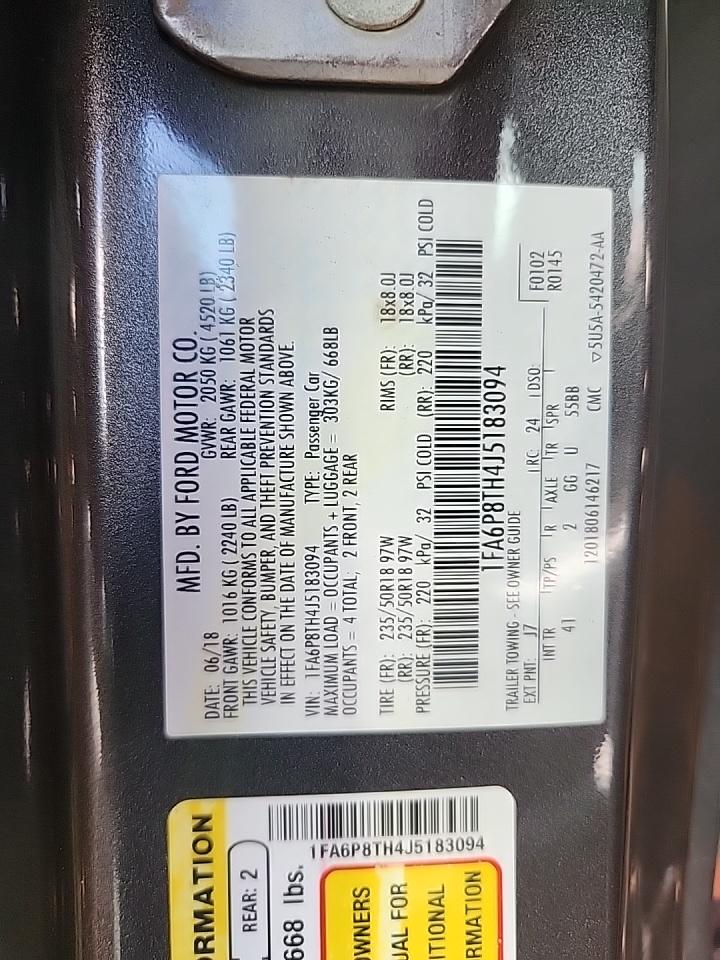 MFD. BY FORD MOTOR CO.
DATE: 06/18 GVWR: 2050 KG ( 4520 LB)
FRONT GAWR: 1016 KG ( 2240 LB) REAR GAWR: 1061 KG ( 2340 LB)
THIS VEHICLE CONFORMS TO ALL APPLICABLE FEDERAL MOTOR
VEHICLE SAFETY, BUMPER, AND THEFT PREVENTION STANDARDS
IN EFFECT ON THE DATE OF MANUFACTURE SHOWN ABOVE.
VIN: 1FA6P8TH4J5183094 TYPE: Passenger Car
MAXIMUM LOAD = OCCUPANTS + LUGGAGE = 303KG/ 668LB
OCCUPANTS = 4 TOTAL, 2 FRONT, 2 REAR
TIRE (FR): 235/50R18 97W RIMS (FR): 18x8.0J
(RR): 235/50R18 97W (RR): 18x8.0J
PRESSURE (FR): 220 kPa/ 32 PSI COLD (RR): 220 kPa/ 32 PSI COLD
1FA6P8TH4J5183094
TRAILER TOWING - SEE OWNER GUIDE
EXT PNT: J7 RC: 24 DSO: F0102
R0145
INT TR TP/PS R AXLE TR SPR
41 2 GG U 55BB
1201806146217 CMC ▽5U5A-5420472-AA
ORMATION
REAR: 2
668 lbs.
1FA6P8TH4J5183094
OWNERS
UAL FOR
ITIONAL
RMATION